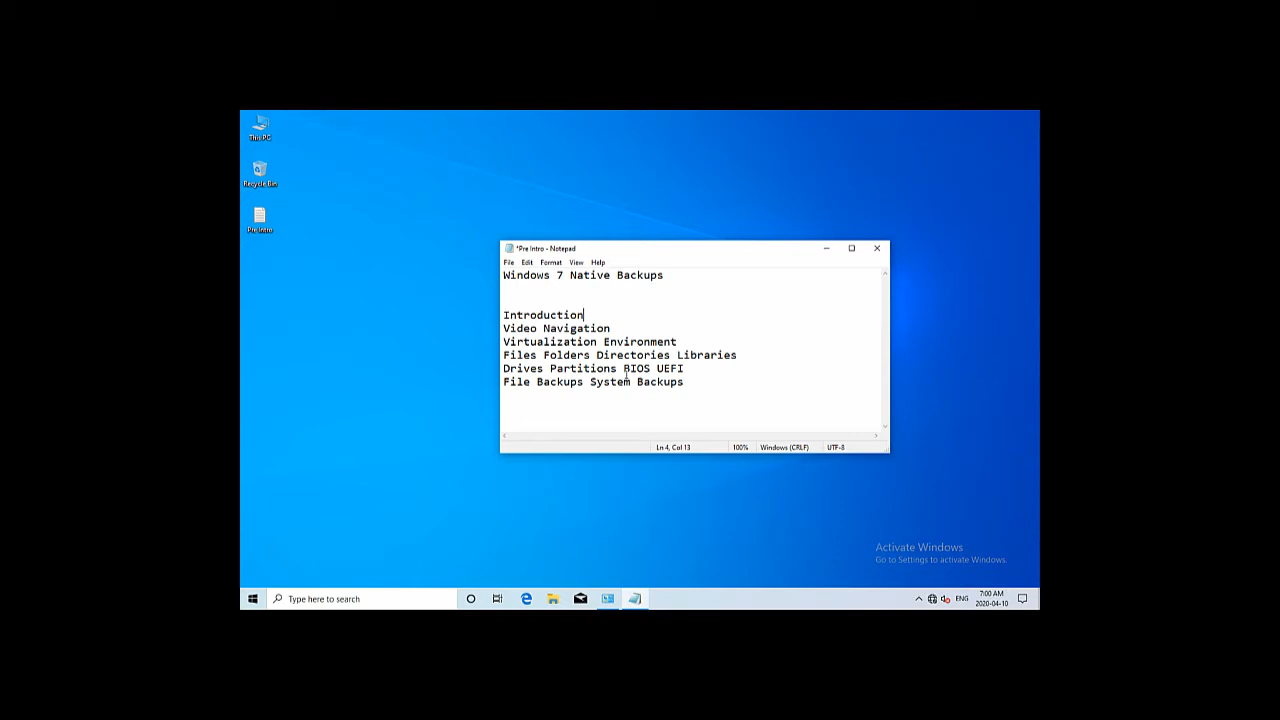 This PC
Recycle Bin
Pre Intro
*Pre Intro - Notepad
File Edit Format View Help
Windows 7 Native Backups
Introduction
Video Navigation
Virtualization Environment
Files Folders Directories Libraries
Drives Partitions BIOS UEFI
File Backups System Backups
Ln 4, Col 13 100% Windows (CRLF) UTF-8
Activate Windows
Go to Settings to activate Windows.
Type here to search
ENG
7:00 AM
2020-04-10